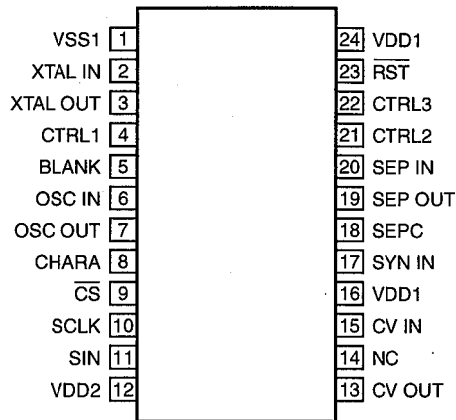 VSS1 1 24 VDD1
XTAL IN 2 23 RST
XTAL OUT 3 22 CTRL3
CTRL1 4 21 CTRL2
BLANK 5 20 SEP IN
OSC IN 6 19 SEP OUT
OSC OUT 7 18 SEPC
CHARA 8 17 SYN IN
CS 9 16 VDD1
SCLK 10 15 CV IN
SIN 11 14 NC
VDD2 12 13 CV OUT